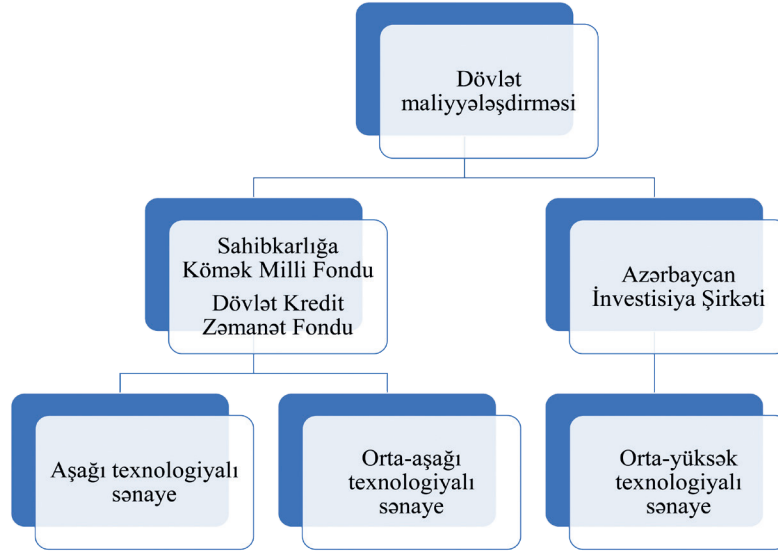 Dövlət
maliyyələşdirməsi
Sahibkarlığa
Kömək Milli Fondu
Dövlət Kredit
Zəmanət Fondu
Azərbaycan
İnvestisiya Şirkəti
Aşağı texnologiyalı
sənaye
Orta-aşağı
texnologiyalı
sənaye
Orta-yüksək
texnologiyalı
sənaye